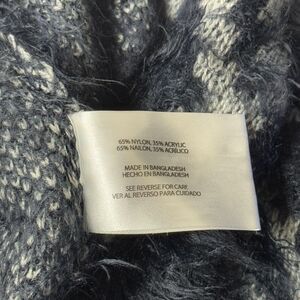 65% NYLON, 35% ACRYLIC
65% NAILON, 35% ACRÍLICO
MADE IN BANGLADESH
HECHO EN BANGLADESH
SEE REVERSE FOR CARE
VER AL REVERSO PARA CUIDADO